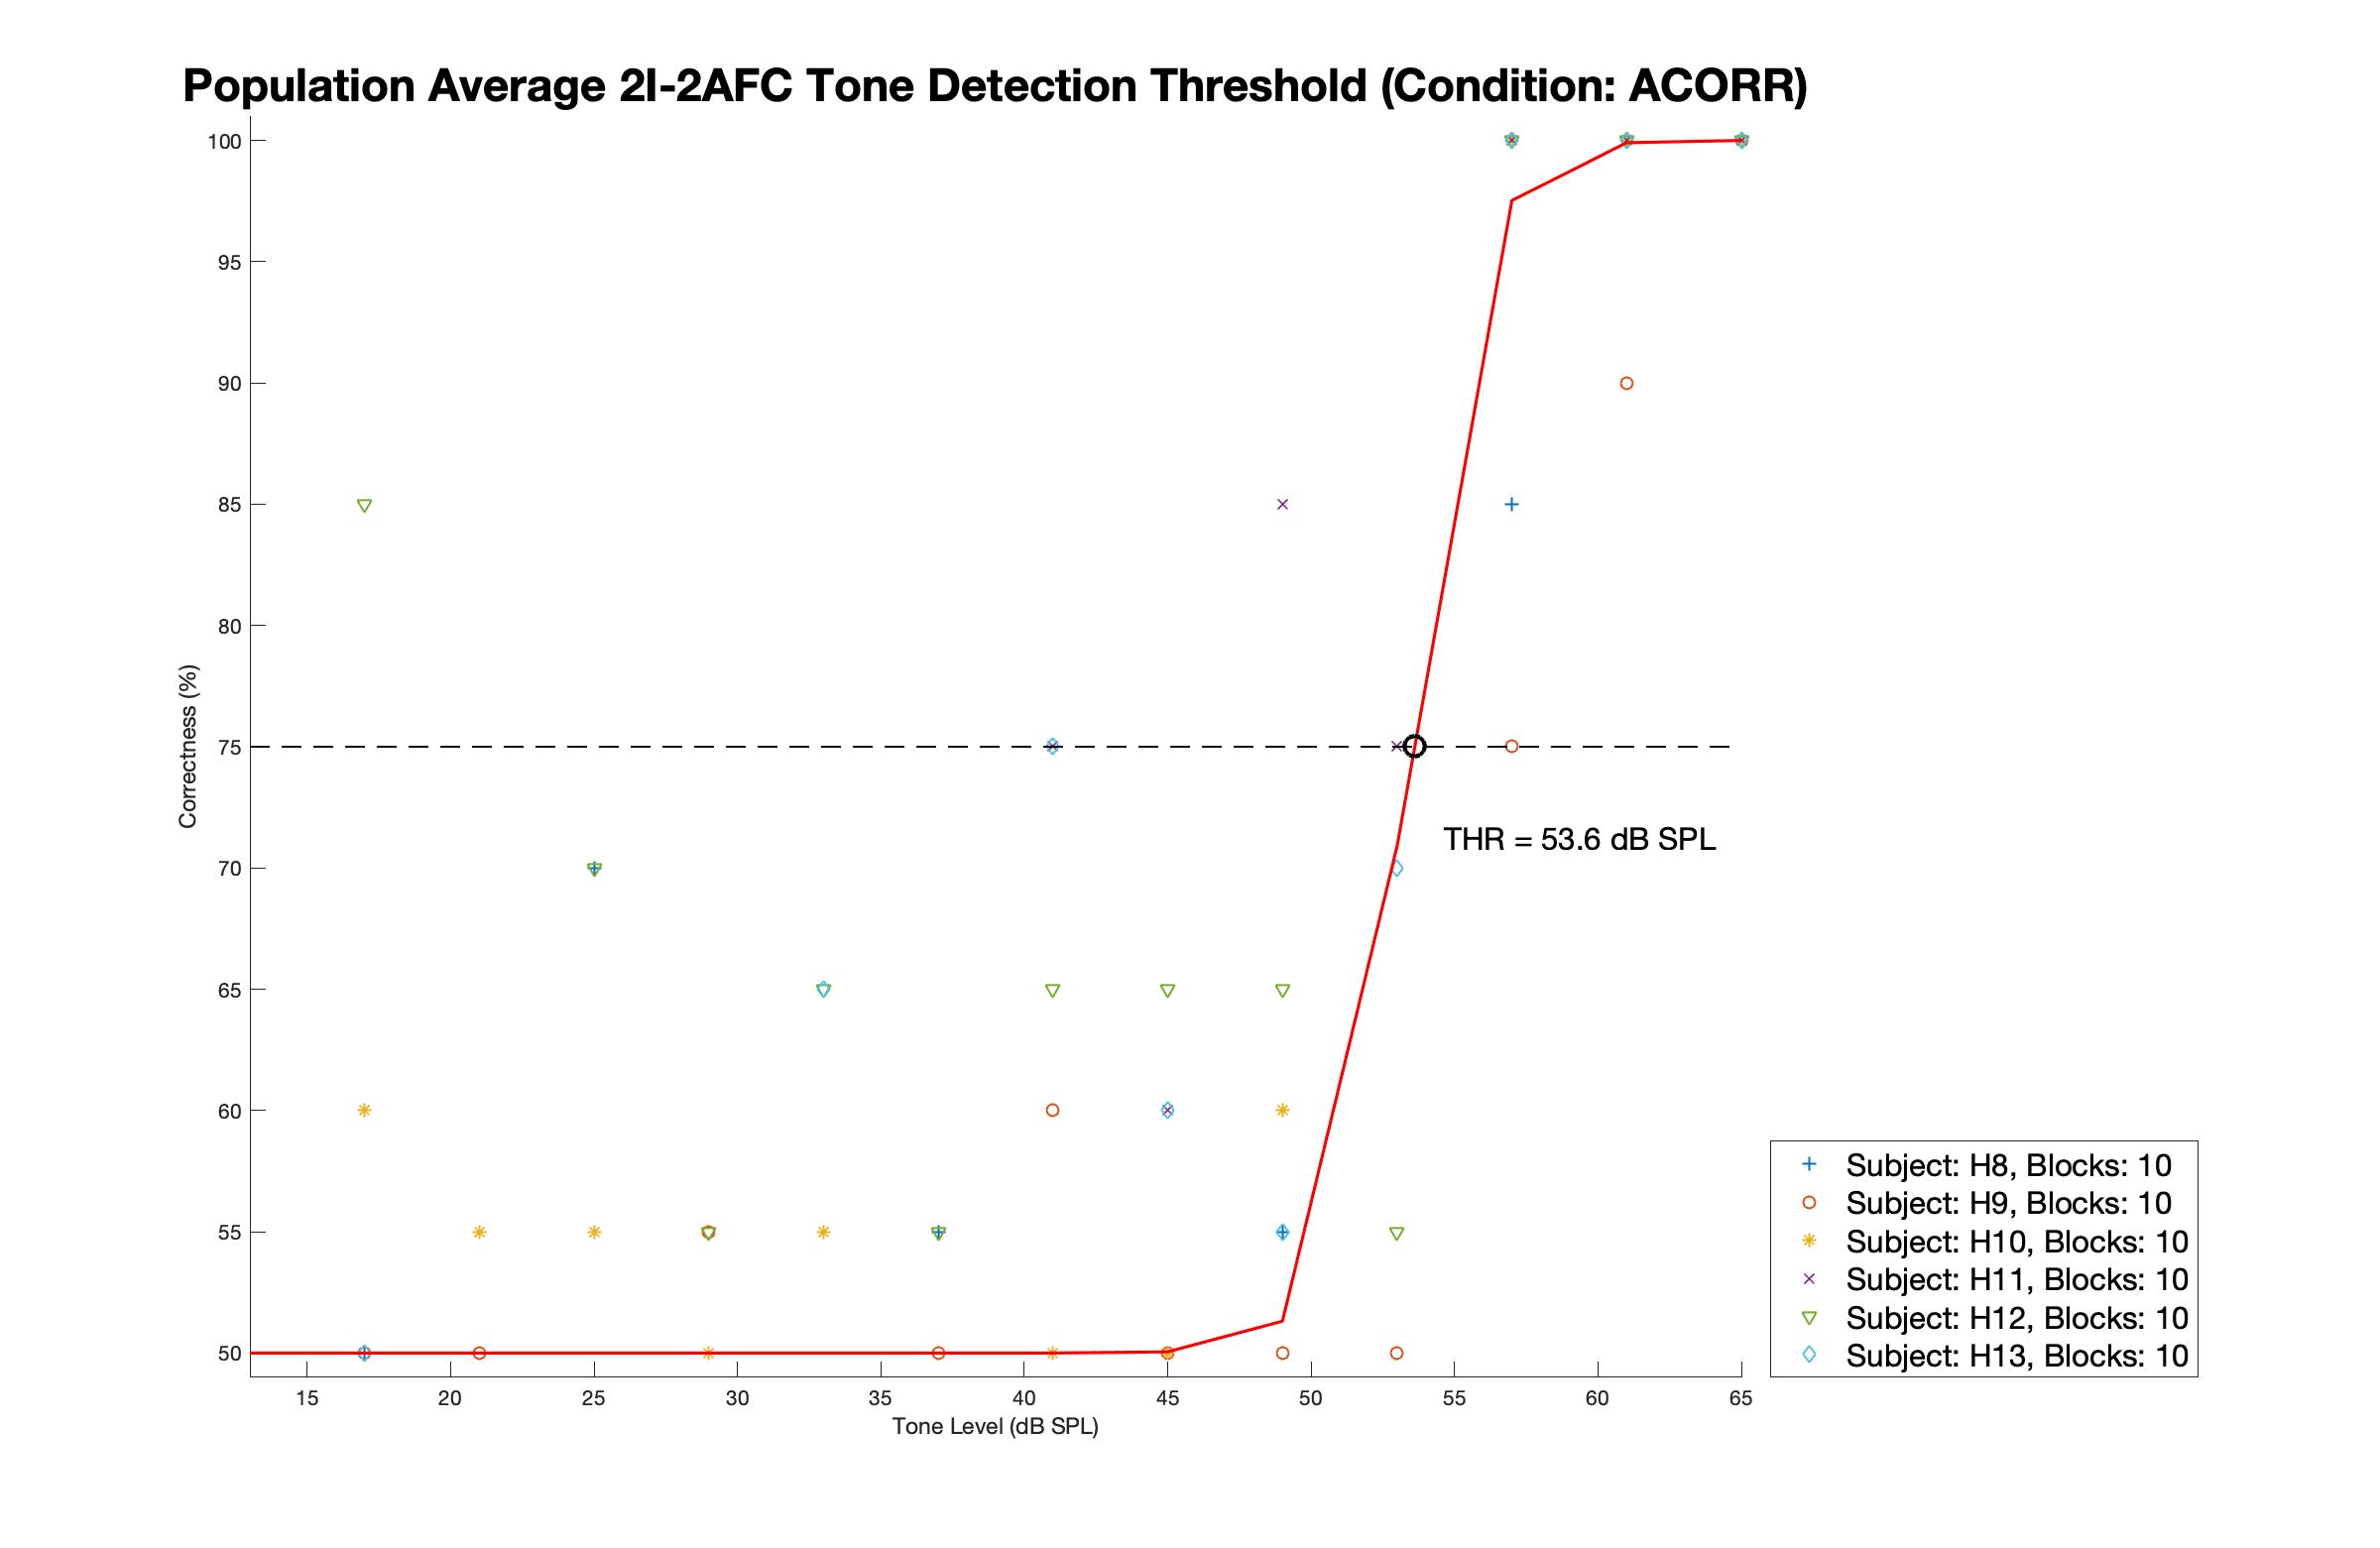 Population Average 2I-2AFC Tone Detection Threshold (Condition: ACORR)
100
95
90
85
80
75
70
65
60
55
50
Correctness (%)
THR = 53.6 dB SPL
15 20 25 30 35 40 45 50 55 60 65
Tone Level (dB SPL)
Subject: H8, Blocks: 10
Subject: H9, Blocks: 10
Subject: H10, Blocks: 10
Subject: H11, Blocks: 10
Subject: H12, Blocks: 10
Subject: H13, Blocks: 10